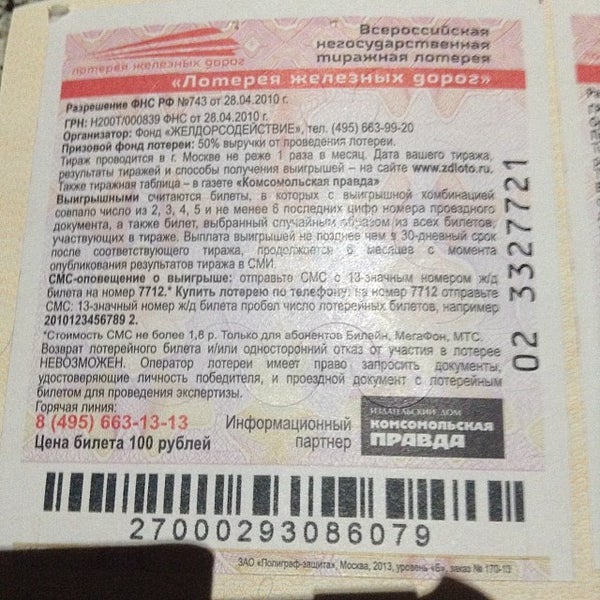 лотерея железных дорог
Всероссийская
негосударственная
тиражная лотерея
«Лотерея железных дорог»
Разрешение ФНС РФ №743 от 28.04.2010 г.
ГРН: Н200Т/000839 ФНС от 28.04.2010 г.
Организатор: Фонд «ЖЕЛДОРСОДЕЙСТВИЕ», тел. (495) 663-99-20
Призовой фонд лотереи: 50% выручки от проведения лотереи.
Тираж проводится в г. Москве не реже 1 раза в месяц. Дата вашего тиража,
результаты тиражей и способы получения выигрышей – на сайте www.zdloto.ru.
Также тиражная таблица – в газете «Комсомольская правда»
Выигрышными считаются билеты, в которых с выигрышной комбинацией
совпало число из 2, 3, 4, 5 и не менее 6 последних цифр номера проездного
документа, а также билет, выбранный случайным образом из всех билетов,
участвующих в тираже. Выплата выигрышей не позднее чем в 30-дневный срок
после соответствующего тиража, продолжается 6 месяцев с момента
опубликования результатов тиража в СМИ.
СМС-оповещение о выигрыше: отправьте СМС с 13-значным номером ж/д
билета на номер 7712.* Купить лотерею по телефону: на номер 7712 отправьте
СМС: 13-значный номер ж/д билета пробел число лотерейных билетов, например
2010123456789 2.
*Стоимость СМС не более 1,8 р. Только для абонентов Билайн, МегаФон, МТС.
Возврат лотерейного билета и/или односторонний отказ от участия в лотерее
НЕВОЗМОЖЕН. Оператор лотереи имеет право запросить документы,
удостоверяющие личность победителя, и проездной документ с лотерейным
билетом для проведения экспертизы.
Горячая линия:
8 (495) 663-13-13
Цена билета 100 рублей
Информационный
партнер
ИЗДАТЕЛЬСКИЙ ДОМ
КОМСОМОЛЬСКАЯ
ПРАВДА
02 3327721
27000293086079
ЗАО «Полиграф-защита», Москва, 2013, уровень «Б», заказ № 170-13